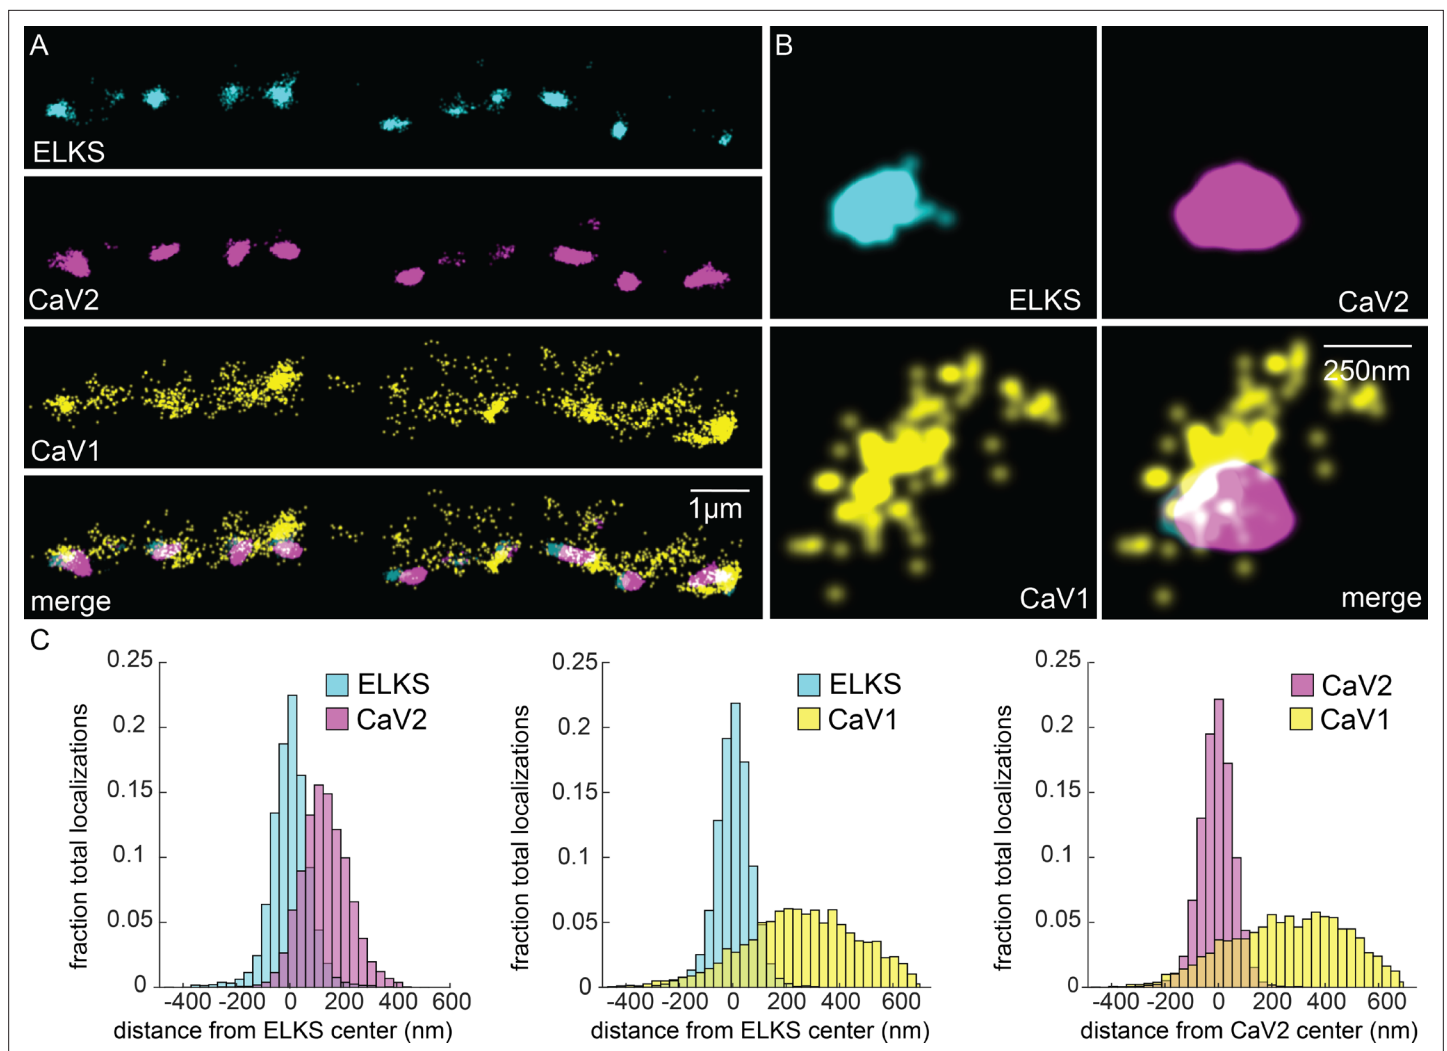 A
ELKS
CaV2
CaV1
1μm
merge
B
ELKS
CaV2
CaV1
250nm
merge
C
0.25
0.2
0.15
0.1
0.05
0
fraction total localizations
ELKS
CaV2
-400 -200 0 200 400 600
distance from ELKS center (nm)
0.25
0.2
0.15
0.1
0.05
0
fraction total localizations
ELKS
CaV1
-400 -200 0 200 400 600
distance from ELKS center (nm)
0.25
0.2
0.15
0.1
0.05
0
fraction total localizations
CaV2
CaV1
-400 -200 0 200 400 600
distance from CaV2 center (nm)